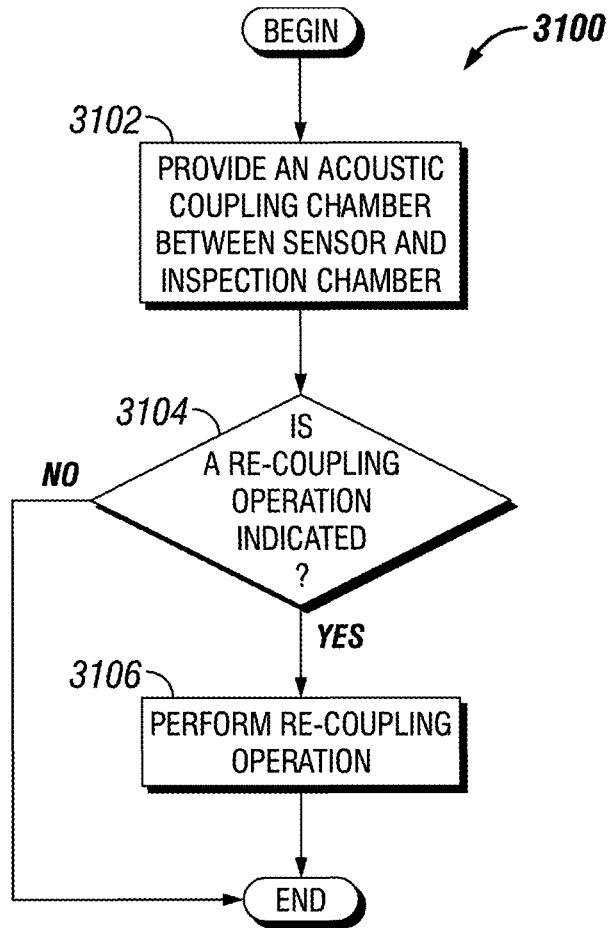 BEGIN
3100
3102
PROVIDE AN ACOUSTIC
COUPLING CHAMBER
BETWEEN SENSOR AND
INSPECTION CHAMBER
3104
IS
A RE-COUPLING
OPERATION
INDICATED
?
NO
YES
3106
PERFORM RE-COUPLING
OPERATION
END